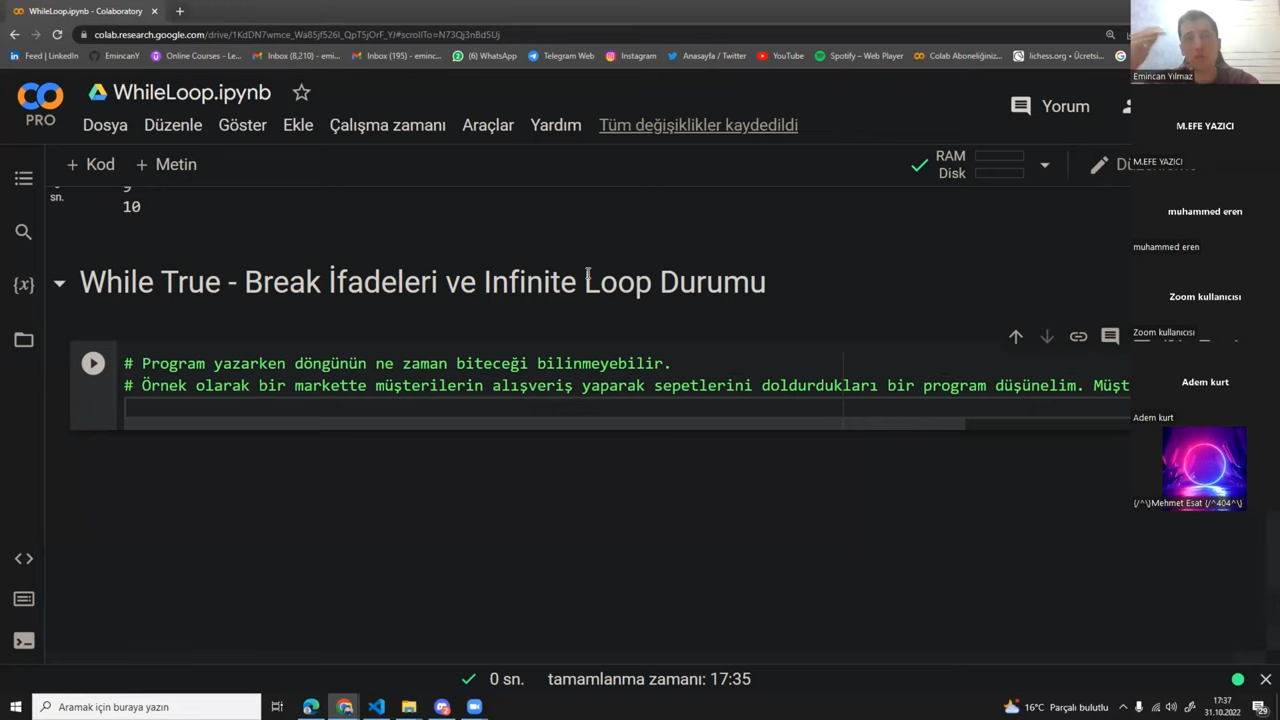 WhileLoop.ipynb - Colaboratory
colab.research.google.com/drive/1KdDN7wmce_Wa85jf526I_QpT5jOrF_YJ#scrollTo=N73Qj3nBd5Uj
Feed | LinkedIn
EmincanY
Online Courses - Le...
Inbox (8,210) - emi...
Inbox (195) - eminc...
(6) WhatsApp
Telegram Web
Instagram
Anasayfa / Twitter
YouTube
Spotify – Web Player
Colab Aboneliğiniz...
lichess.org • Ücretsi...
Emincan Yılmaz
CO
PRO
WhileLoop.ipynb
Yorum
Dosya Düzenle Göster Ekle Çalışma zamanı Araçlar Yardım Tüm değişiklikler kaydedildi
M.EFE YAZICI
M.EFE YAZICI
+ Kod + Metin
RAM
Disk
sn.
9
10
muhammed eren
muhammed eren
While True - Break İfadeleri ve Infinite Loop Durumu
Zoom kullanıcısı
Zoom kullanıcısı
# Program yazarken döngünün ne zaman biteceği bilinmeyebilir.
# Örnek olarak bir markette müşterilerin alışveriş yaparak sepetlerini doldurdukları bir program düşünelim. Müşt
Adem kurt
Adem kurt
{/^\}Mehmet Esat {/^404^\}
0 sn. tamamlanma zamanı: 17:35
Aramak için buraya yazın
16°C Parçalı bulutlu
17:37
31.10.2022
29